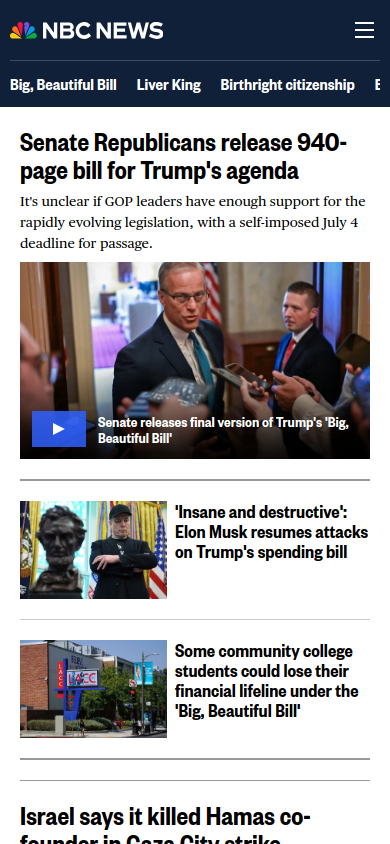 NBC NEWS
Big, Beautiful Bill Liver King Birthright citizenship
Senate Republicans release 940-
page bill for Trump's agenda
It's unclear if GOP leaders have enough support for the
rapidly evolving legislation, with a self-imposed July 4
deadline for passage.
Senate releases final version of Trump's 'Big,
Beautiful Bill'
'Insane and destructive':
Elon Musk resumes attacks
on Trump's spending bill
LACC
LACC
Some community college
students could lose their
financial lifeline under the
'Big, Beautiful Bill'
Israel says it killed Hamas co-
founder in Gaza City strike